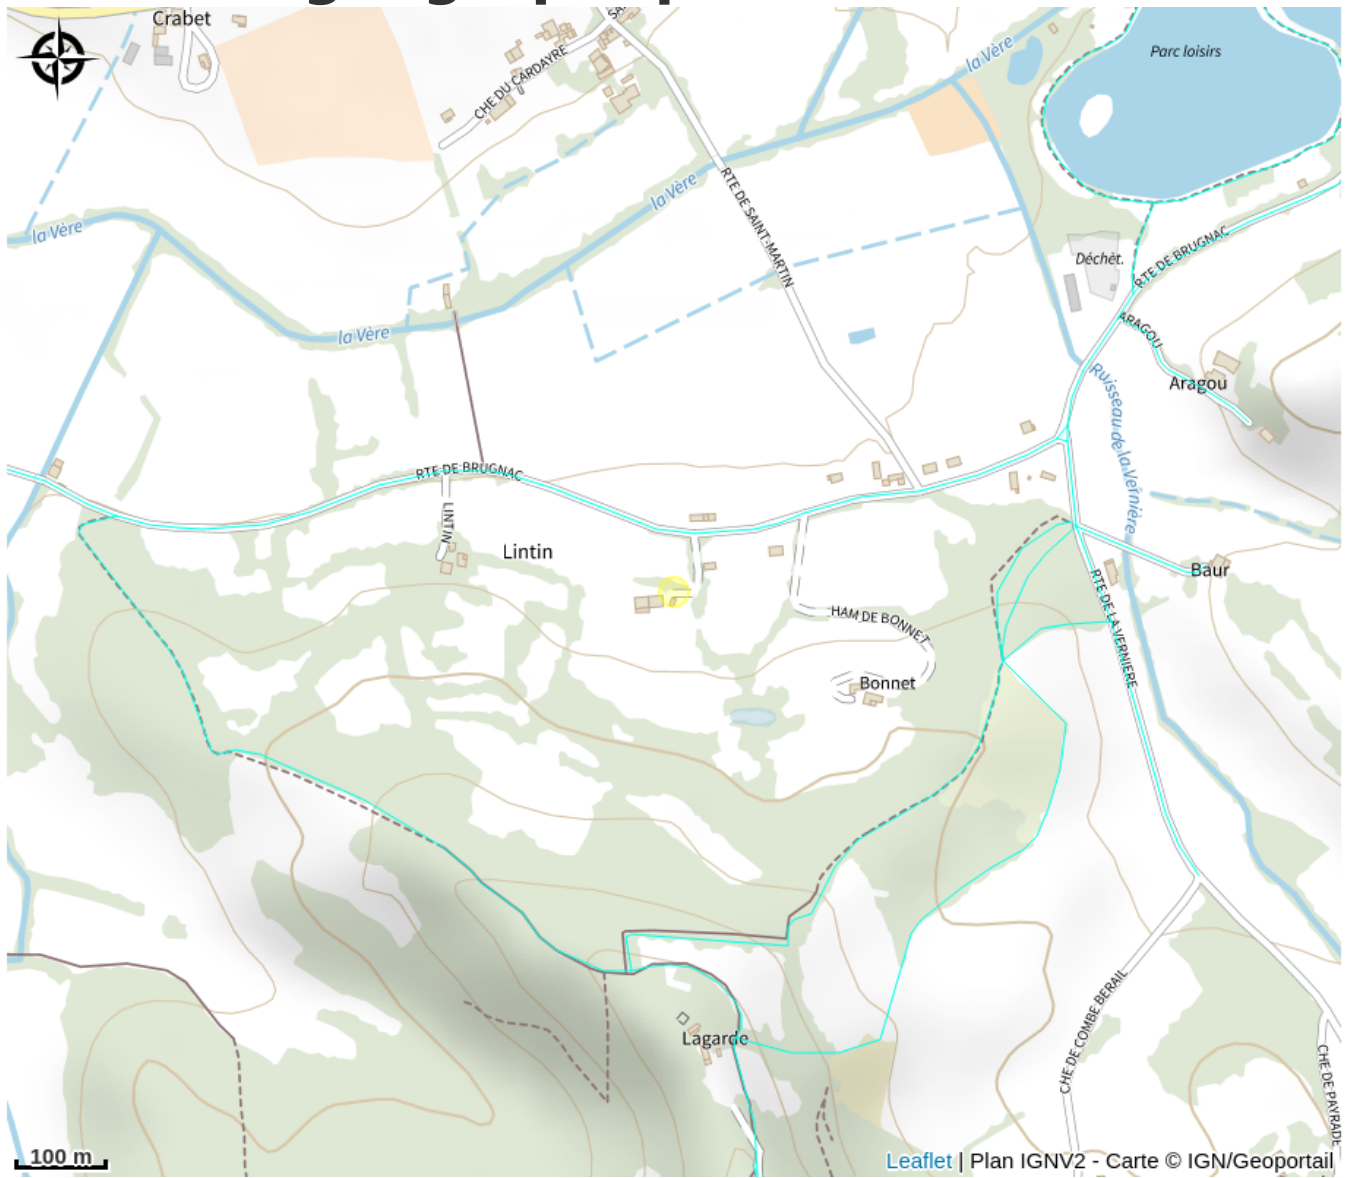 Crabet
CHE DU CARDAYRE
SA
la Vère
Parc loisirs
la Vère
RTE DE SAINT-MARTIN
la Vère
RTE DE BRUGNAC
Déchèt.
la Vère
ARAGOU
Aragou
Ruisseau de la Vernière
RTE DE BRUGNAC
LINTIN
Lintin
Baur
RTE DE LA VERNIERE
HAM DE BONNET
Bonnet
Lagarde
CHE DE COMBE BERAIL
CHE DE PAYRADE
100 m
Leaflet | Plan IGNV2 - Carte © IGN/Geoportail